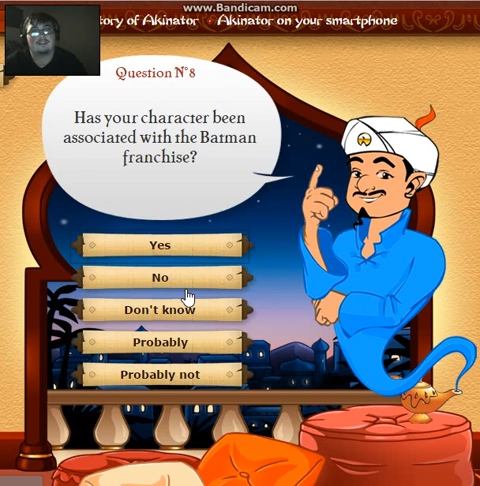 www.Bandicam.com
tory of Akinator Akinator on your smartphone
Question N°8
Has your character been
associated with the Batman
franchise?
Yes
No
Don't know
Probably
Probably not